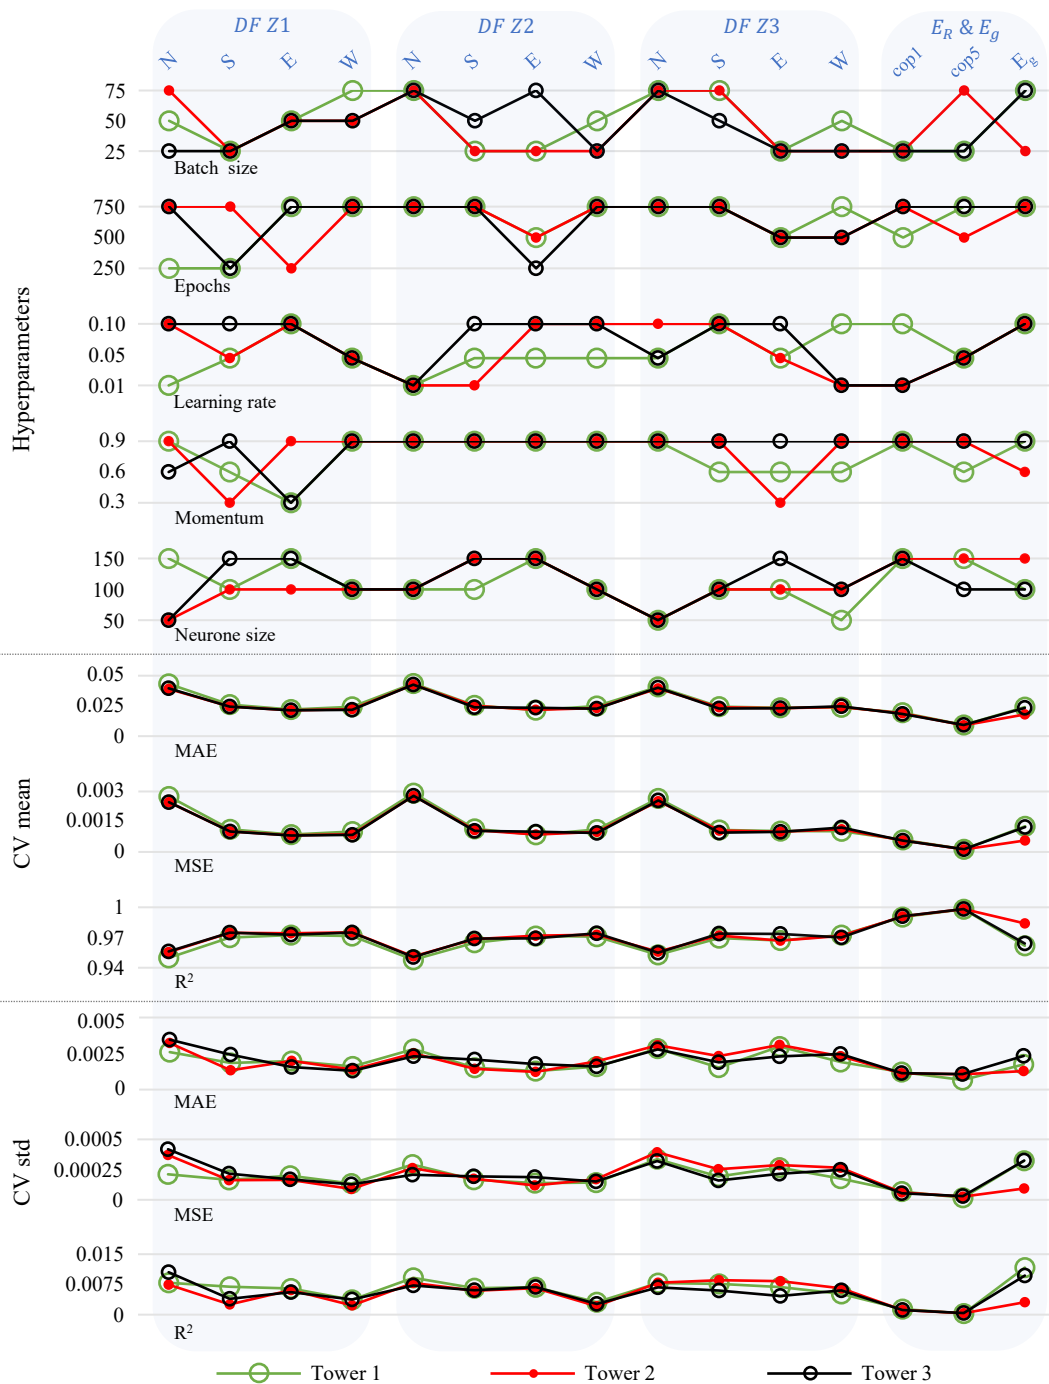 DF Z1 DF Z2 DF Z3 E_R & E_g
N S E W N S E W N S E W cop1 cop5 E_g
Hyperparameters
75
50
25
Batch size
750
500
250
Epochs
0.10
0.05
0.01
Learning rate
0.9
0.6
0.3
Momentum
150
100
50
Neurone size
CV mean
0.05
0.025
0
MAE
0.003
0.0015
0
MSE
1
0.97
0.94
R²
CV std
0.005
0.0025
0
MAE
0.0005
0.00025
0
MSE
0.015
0.0075
0
R²
Tower 1 Tower 2 Tower 3